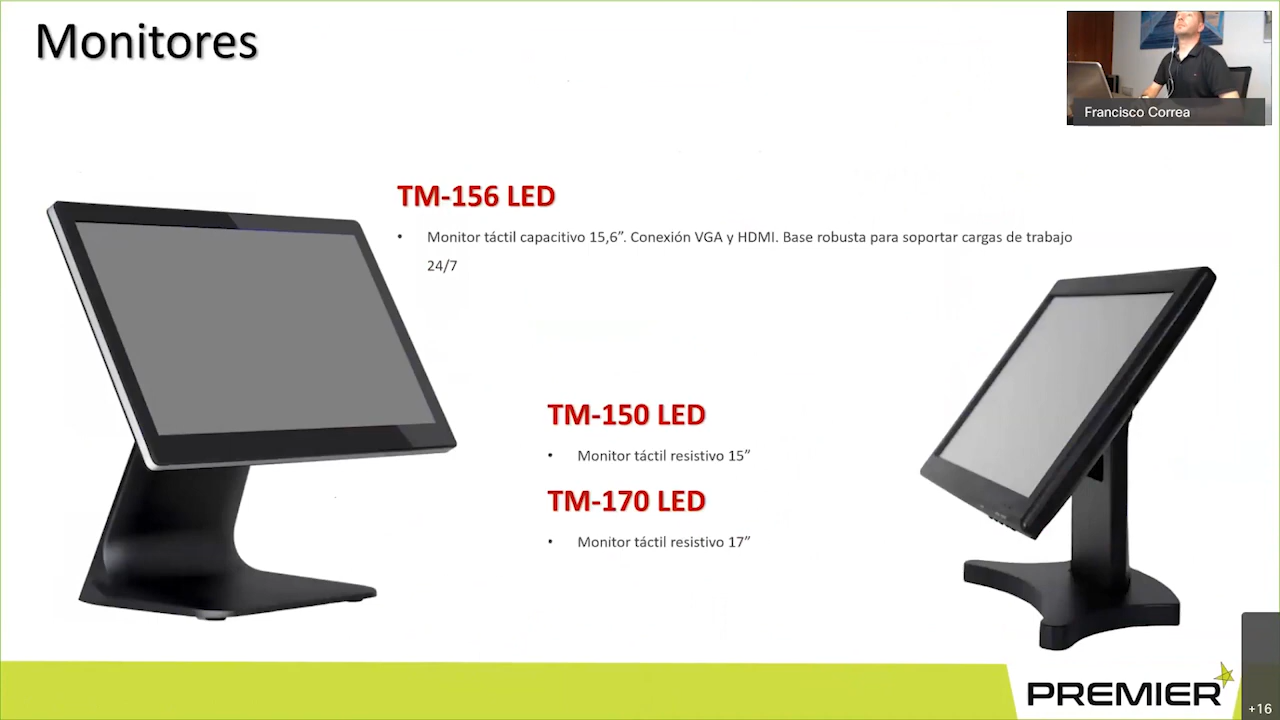 Monitores
Francisco Correa
TM-156 LED
• Monitor táctil capacitivo 15,6”. Conexión VGA y HDMI. Base robusta para soportar cargas de trabajo
24/7
TM-150 LED
• Monitor táctil resistivo 15”
TM-170 LED
• Monitor táctil resistivo 17”
PREMIER
+16